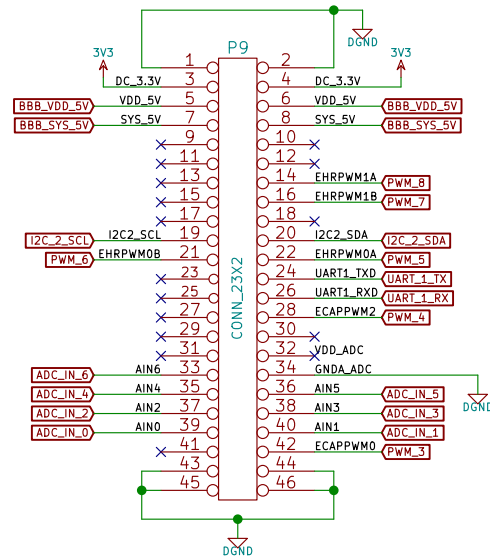 DGND
P9
3V3 3V3
1 2
3 DC_3.3V 4 DC_3.3V
BBB_VDD_5V VDD_5V 5 6 VDD_5V BBB_VDD_5V
BBB_SYS_5V SYS_5V 7 8 SYS_5V BBB_SYS_5V
9 10
11 12
13 14 EHRPWM1A PWM_8
15 16 EHRPWM1B PWM_7
17 18
I2C_2_SCL I2C2_SCL 19 20 I2C2_SDA I2C_2_SDA
PWM_6 EHRPWM0B 21 22 EHRPWM0A PWM_5
23 24 UART1_TXD UART_1_TX
25 26 UART1_RXD UART_1_RX
27 28 ECAPPWM2 PWM_4
29 30
31 32 VDD_ADC
ADC_IN_6 AIN6 33 34 GNDA_ADC
ADC_IN_4 AIN4 35 36 AIN5 ADC_IN_5
ADC_IN_2 AIN2 37 38 AIN3 ADC_IN_3
ADC_IN_0 AIN0 39 40 AIN1 ADC_IN_1
41 42 ECAPPWM0 PWM_3
43 44
45 46
CONN_23X2
DGND
DGND